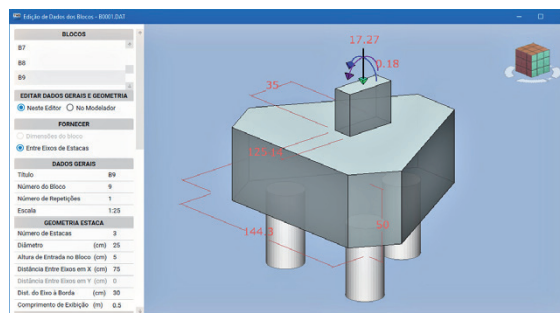 Edição de Dados dos Blocos - B0001.DAT
BLOCOS
B7
B8
B9
EDITAR DADOS GERAIS E GEOMETRIA
Neste Editor No Modelador
FORNECER
Dimensões do bloco
Entre Eixos de Estacas
DADOS GERAIS
Título B9
Número do Bloco 9
Número de Repetições 1
Escala 1:25
GEOMETRIA ESTACA
Número de Estacas 3
Diâmetro (cm) 25
Altura de Entrada no Bloco (cm) 5
Distância Entre Eixos em X (cm) 75
Distância Entre Eixos em Y (cm) 0
Dist. do Eixo à Borda (cm) 30
Comprimento de Exibição (m) 0.5
17.27
0.18
35
144.3
50